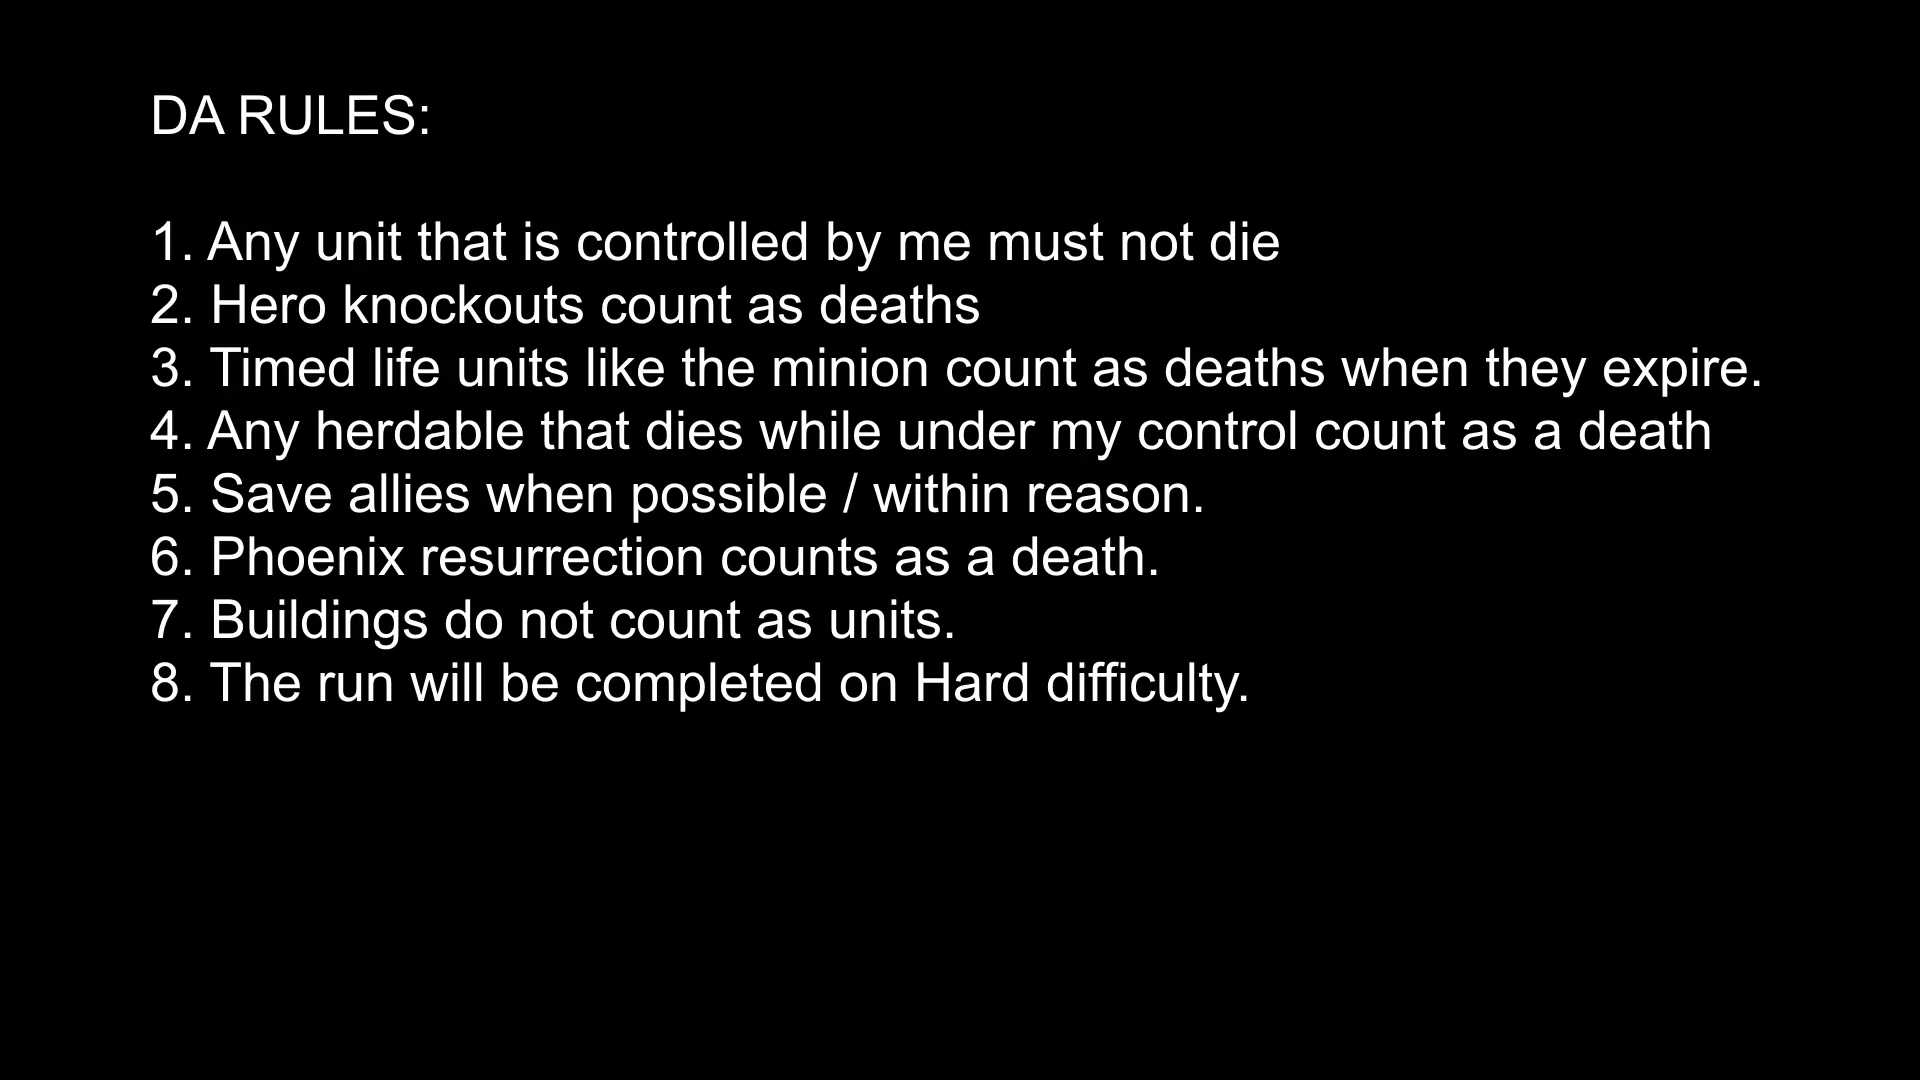 DA RULES:
1. Any unit that is controlled by me must not die
2. Hero knockouts count as deaths
3. Timed life units like the minion count as deaths when they expire.
4. Any herdable that dies while under my control count as a death
5. Save allies when possible / within reason.
6. Phoenix resurrection counts as a death.
7. Buildings do not count as units.
8. The run will be completed on Hard difficulty.